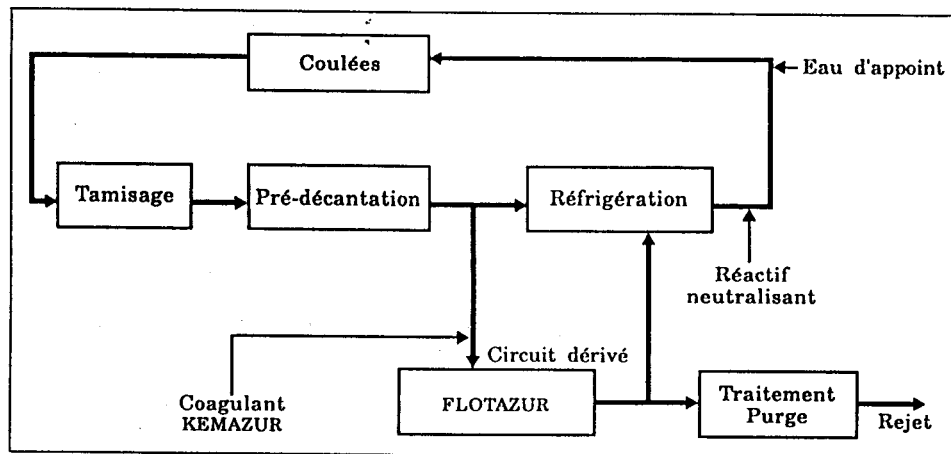 Coulées
Eau d'appoint
Tamisage
Pré-décantation
Réfrigération
Réactif
neutralisant
Circuit dérivé
Coagulant
KEMAZUR
FLOTAZUR
Traitement
Purge
Rejet